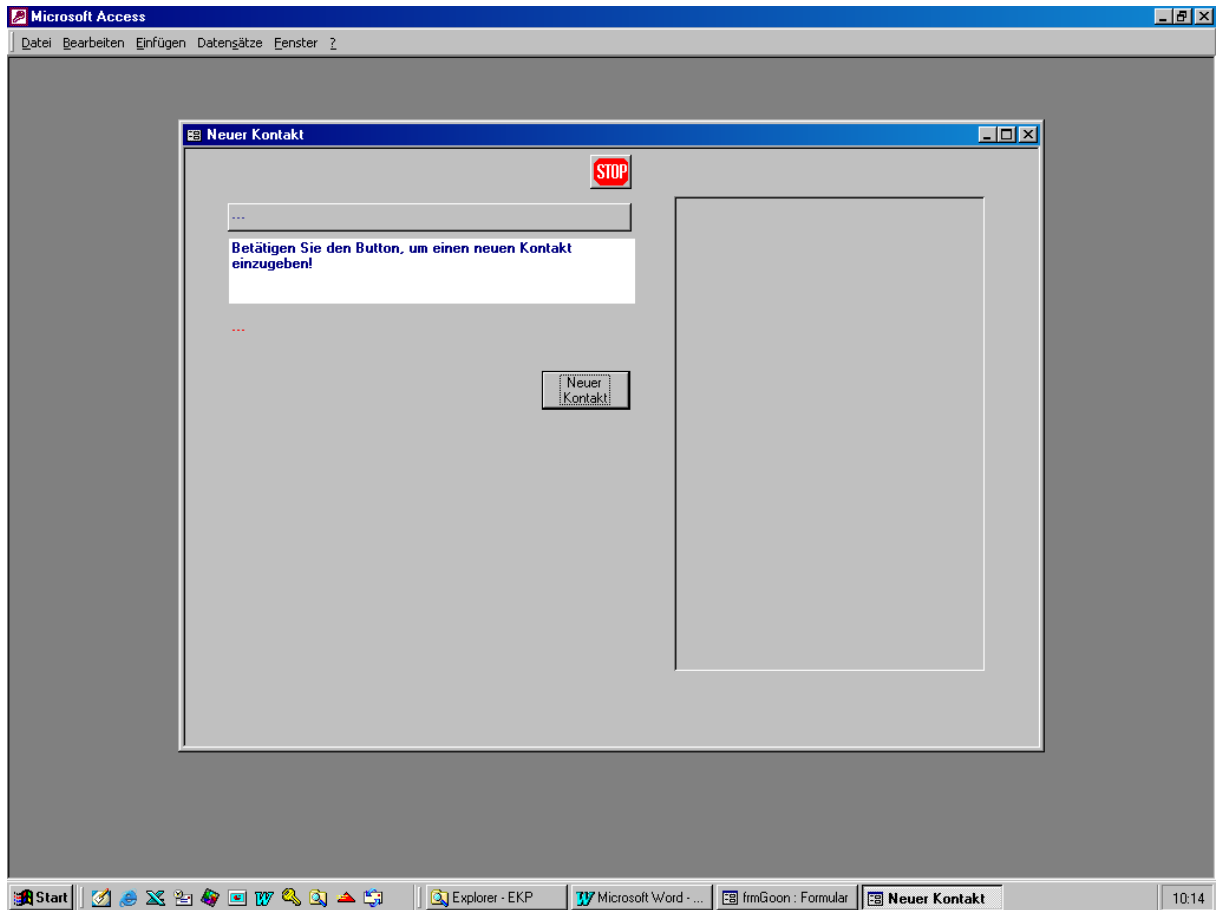 Microsoft Access
Datei Bearbeiten Einfügen Datensätze Fenster ?
Neuer Kontakt
STOP
---
Betätigen Sie den Button, um einen neuen Kontakt
einzugeben!
---
Neuer
Kontakt
Start Explorer - EKP Microsoft Word - ... frmGoon : Formular Neuer Kontakt 10:14